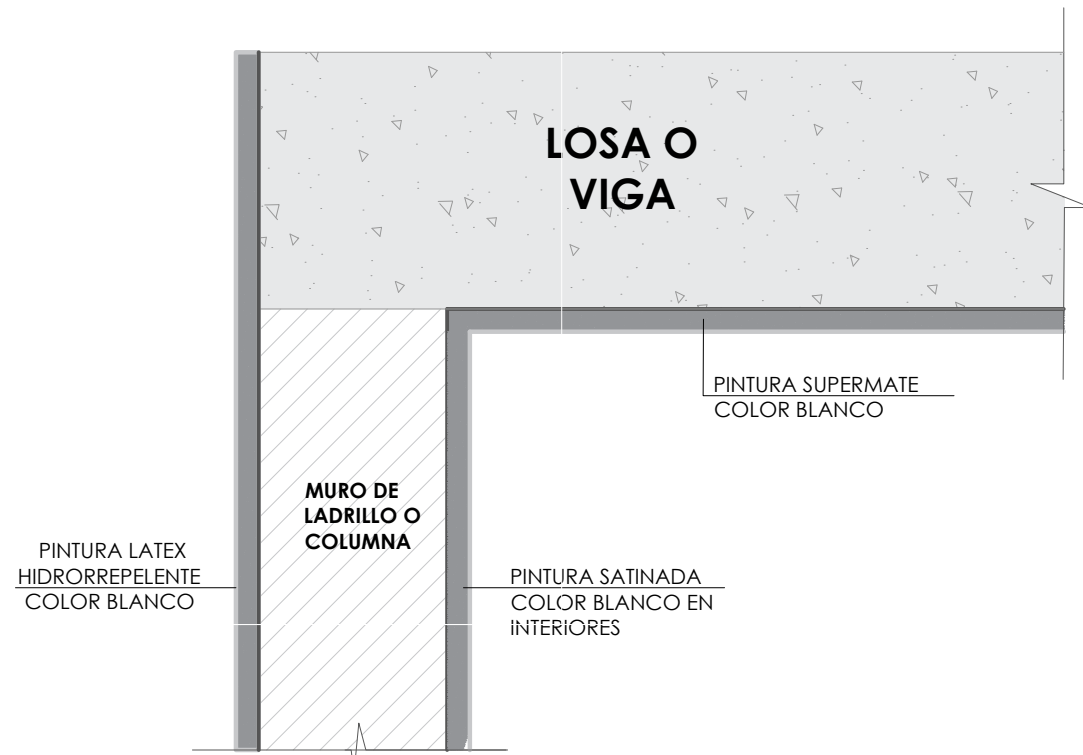 LOSA O
VIGA
PINTURA SUPERMATE
COLOR BLANCO
MURO DE
LADRILLO O
COLUMNA
PINTURA LATEX
HIDRORREPELENTE
COLOR BLANCO
PINTURA SATINADA
COLOR BLANCO EN
INTERIORES